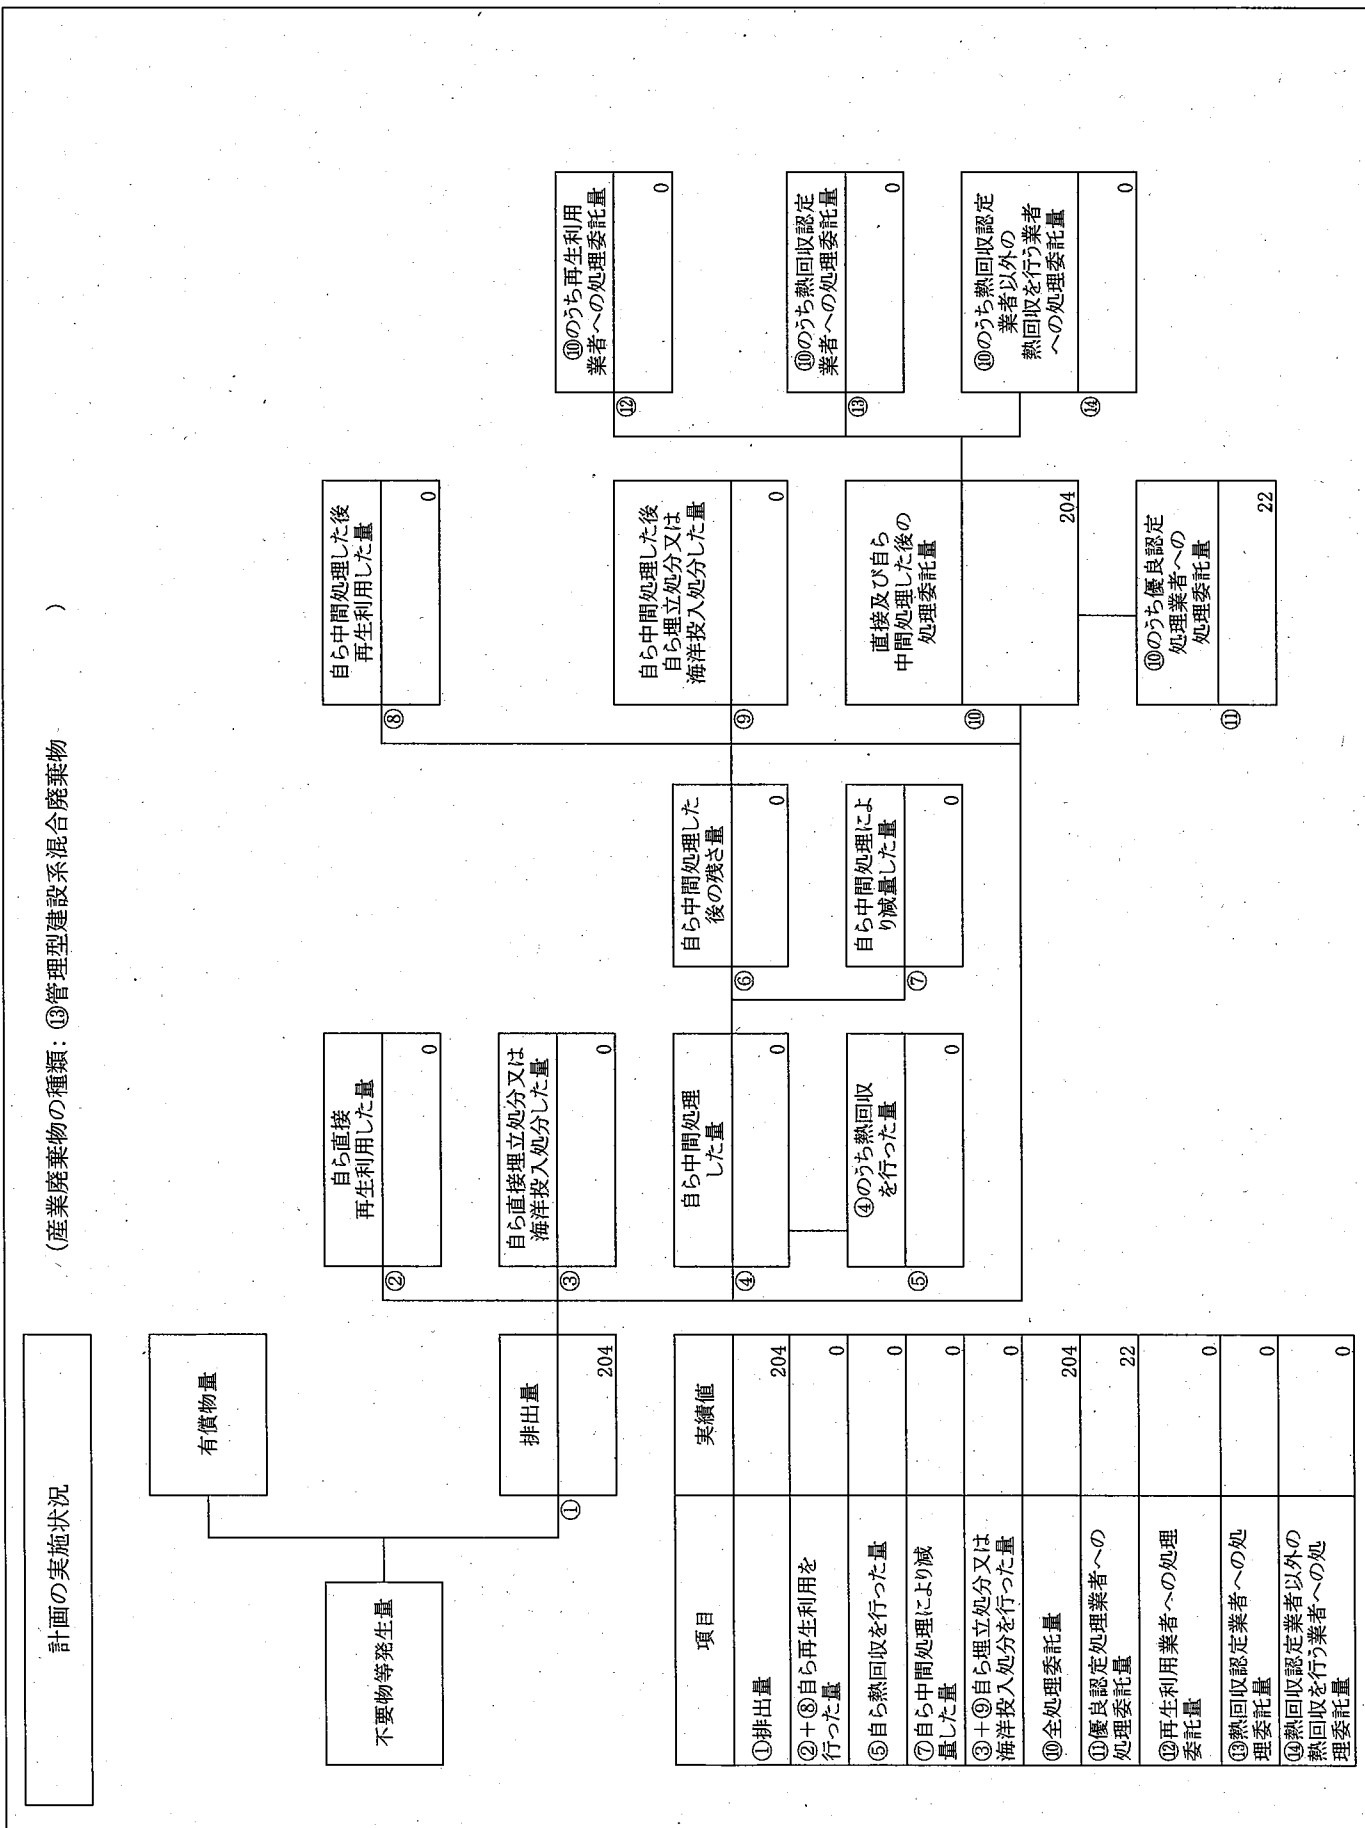 計画の実施状況
(産業廃棄物の種類：⑬管理型建設系混合廃棄物
)
不要物等発生量
有償物量
排出量
①
204
自ら直接
再生利用した量
②
0
自ら直接埋立処分又は
海洋投入処分した量
③
0
自ら中間処理
した量
④
0
④のうち熱回収
を行った量
⑤
0
自ら中間処理した
後の残さ量
⑥
0
自ら中間処理によ
り減量した量
⑦
0
自ら中間処理した後
再生利用した量
⑧
0
自ら中間処理した後
自ら埋立処分又は
海洋投入処分した量
⑨
0
直接及び自ら
中間処理した後の
処理委託量
⑩
204
⑩のうち優良認定
処理業者への
処理委託量
⑪
22
⑩のうち再生利用
業者への処理委託量
⑫
0
⑩のうち熱回収認定
業者への処理委託量
⑬
0
⑩のうち熱回収認定
業者以外の
熱回収を行う業者
への処理委託量
⑭
0
項目 実績値
①排出量 204
②＋⑧自ら再生利用を
行った量 0
⑤自ら熱回収を行った量 0
⑦自ら中間処理により減
量した量 0
③＋⑨自ら埋立処分又は
海洋投入処分を行った量 0
⑩全処理委託量 204
⑪優良認定処理業者への
処理委託量 22
⑫再生利用業者への処理
委託量 0
⑬熱回収認定業者への処
理委託量 0
⑭熱回収認定業者以外の
熱回収を行う業者への処
理委託量 0